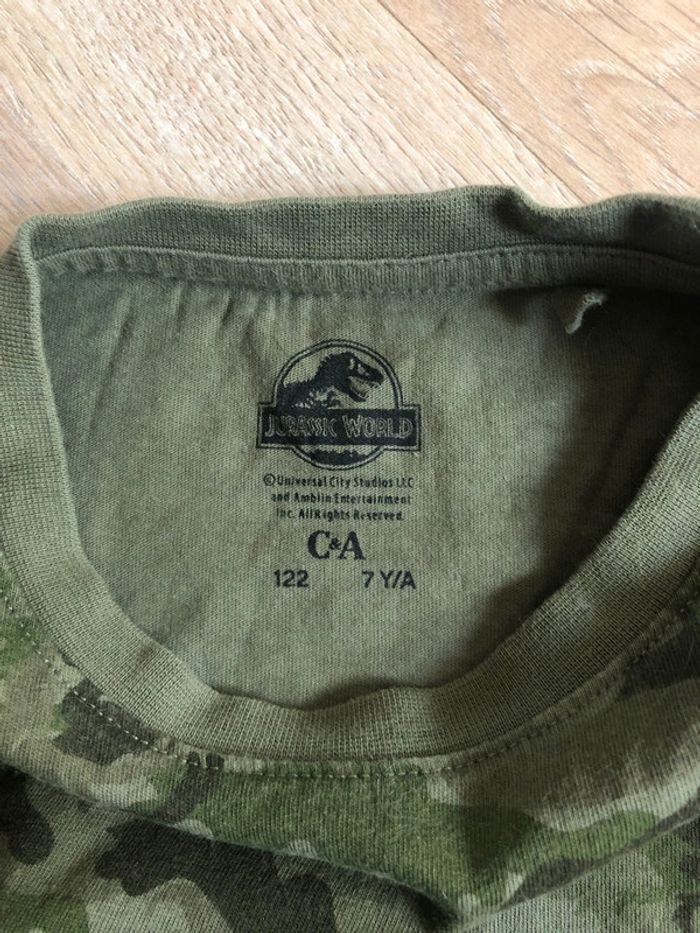 JURASSIC WORLD
©Universal City Studios LLC
and Amblin Entertainment
Inc. All Rights Reserved.
C&A
122 7 Y/A